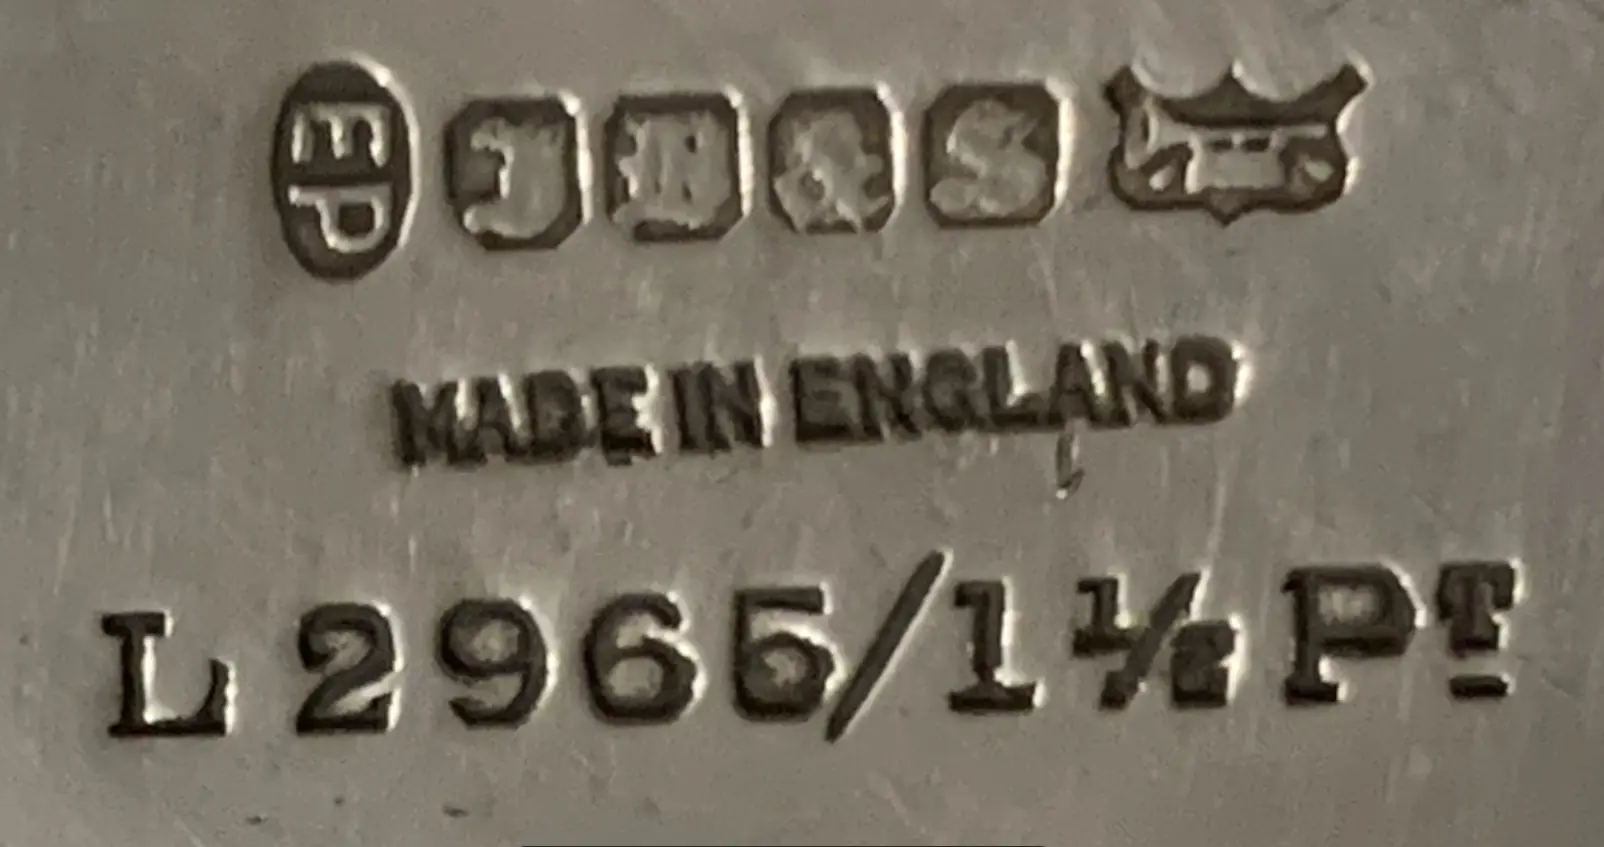 EP J D & S
MADE IN ENGLAND
L 2965/1½ PT